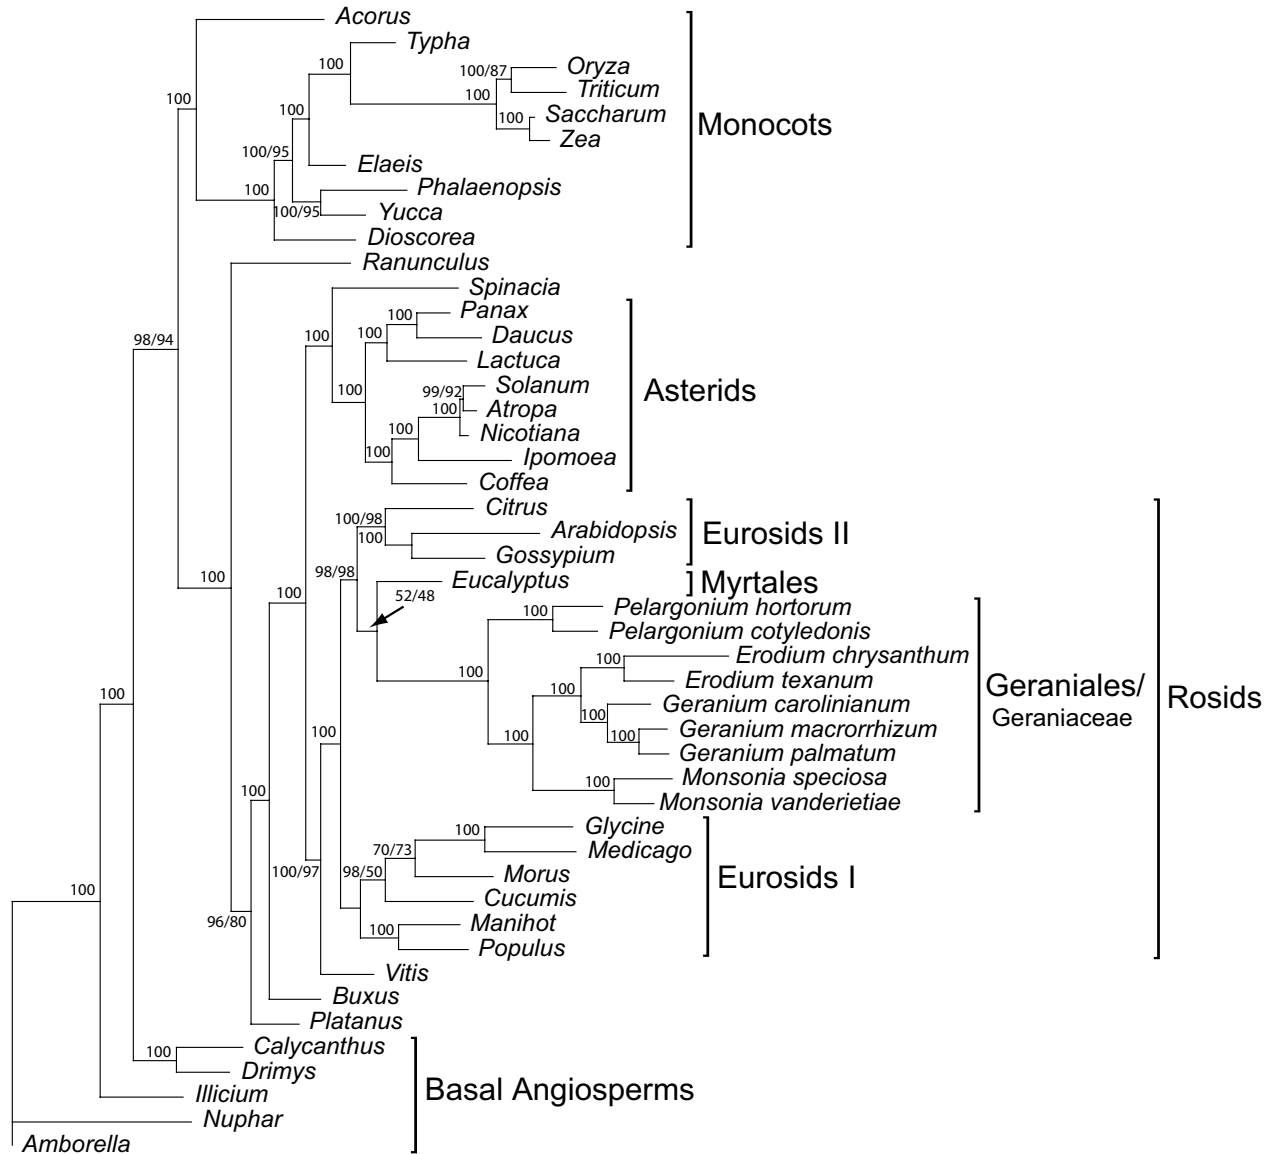 Acorus
Typha
100
Oryza
100/87
Triticum
100
100
Saccharum
100
100
Zea
Monocots
100/95
Elaeis
100
Phalaenopsis
100/95
Yucca
Dioscorea
Ranunculus
Spinacia
100
Panax
100
100
Daucus
98/94
Lactuca
100
99/92
Solanum
Asterids
100
Atropa
100
Nicotiana
100
Ipomoea
Coffea
Citrus
100/98
100
Arabidopsis
Eurosids II
Gossypium
98/98
Eucalyptus
Myrtales
100
100
52/48
100
Pelargonium hortorum
Pelargonium cotyledonis
100
Erodium chrysanthum
100
Erodium texanum
100
Geraniales/
Geraniaceae
Rosids
100
100
Geranium carolinianum
100
100
100
Geranium macrorrhizum
Geranium palmatum
100
Monsonia speciosa
Monsonia vanderietiae
100
100
Glycine
70/73
Medicago
100/97
98/50
Morus
Eurosids I
100
Cucumis
96/80
100
Manihot
Populus
Vitis
Buxus
Platanus
100
Calycanthus
Drimys
Illicium
Basal Angiosperms
Nuphar
Amborella